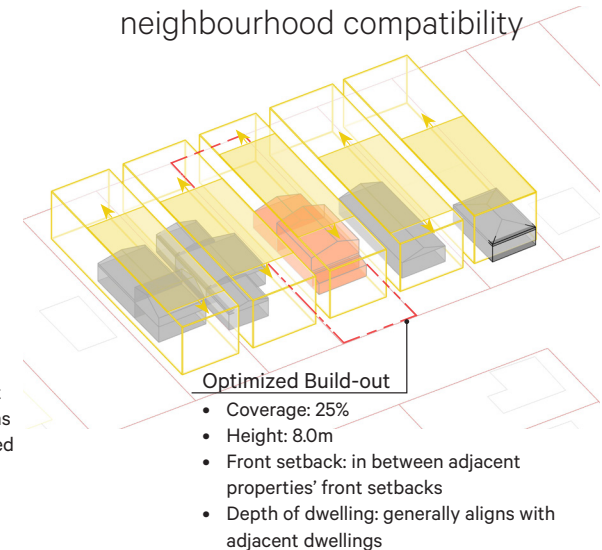 neighbourhood compatibility
Optimized Build-out
• Coverage: 25%
• Height: 8.0m
• Front setback: in between adjacent
properties’ front setbacks
• Depth of dwelling: generally aligns with
adjacent dwellings